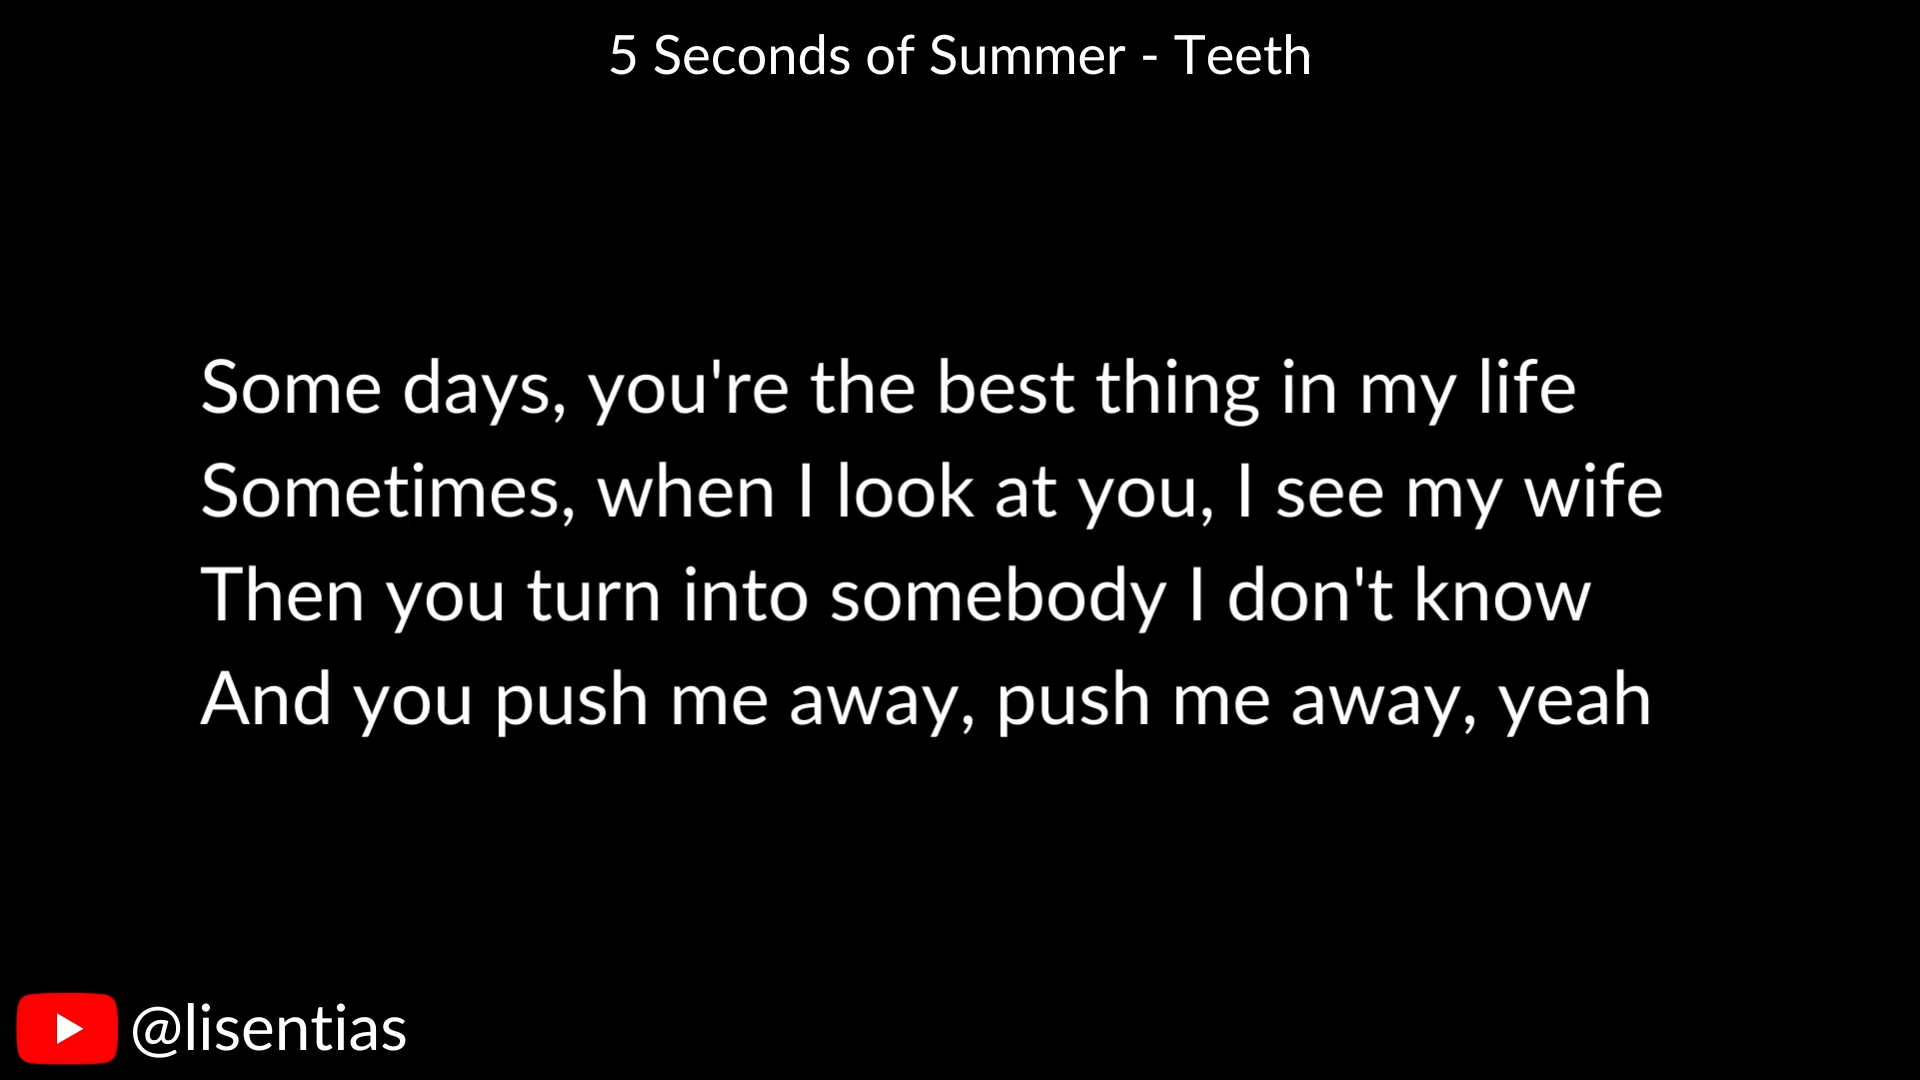 5 Seconds of Summer - Teeth
Some days, you're the best thing in my life
Sometimes, when I look at you, I see my wife
Then you turn into somebody I don't know
And you push me away, push me away, yeah
@lisentias